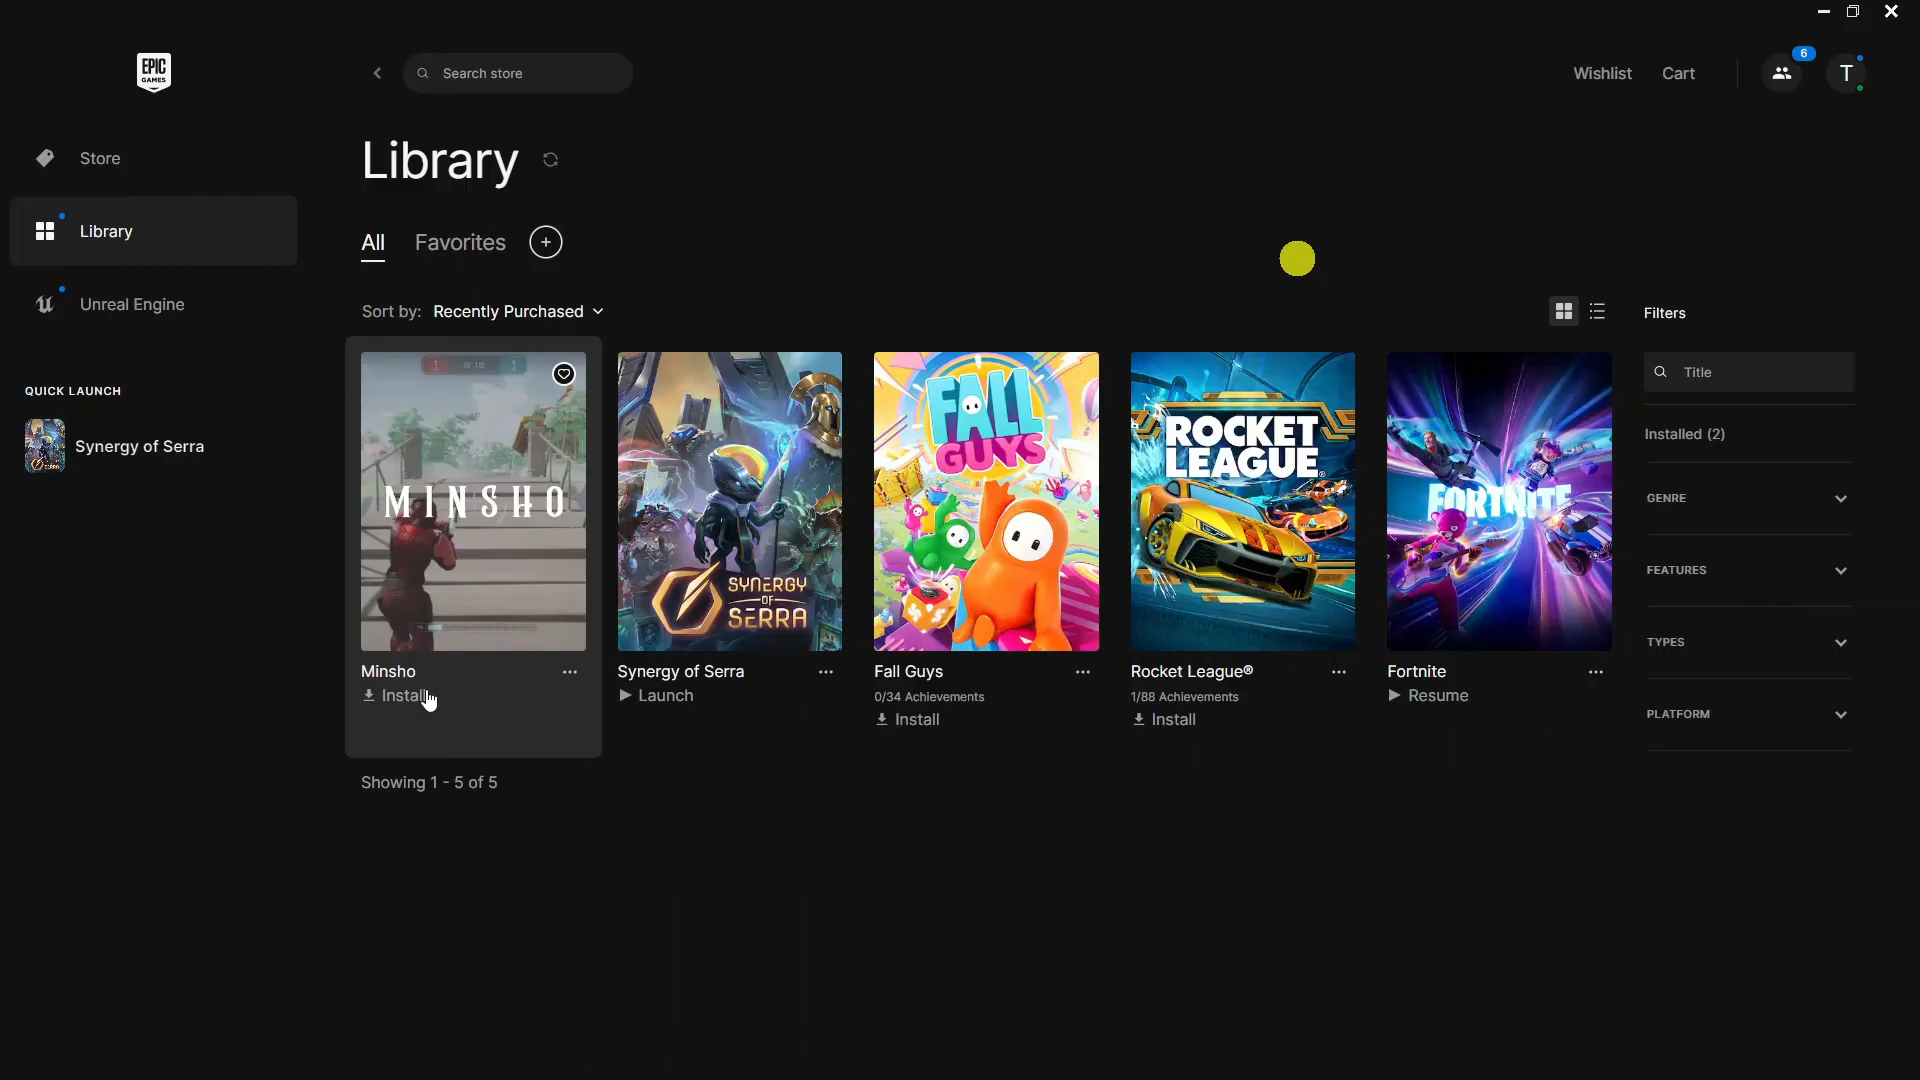 EPIC
GAMES
Search store
Wishlist
Cart
6
T
Store
Library
Unreal Engine
QUICK LAUNCH
Synergy of Serra
Library
All
Favorites
Sort by: Recently Purchased
MINSHO
Minsho
Install
SYNERGY
OF
SERRA
Synergy of Serra
Launch
FALL
GUYS
Fall Guys
0/34 Achievements
Install
ROCKET
LEAGUE
Rocket League®
1/88 Achievements
Install
FORTNITE
Fortnite
Resume
Showing 1 - 5 of 5
Filters
Title
Installed (2)
GENRE
FEATURES
TYPES
PLATFORM